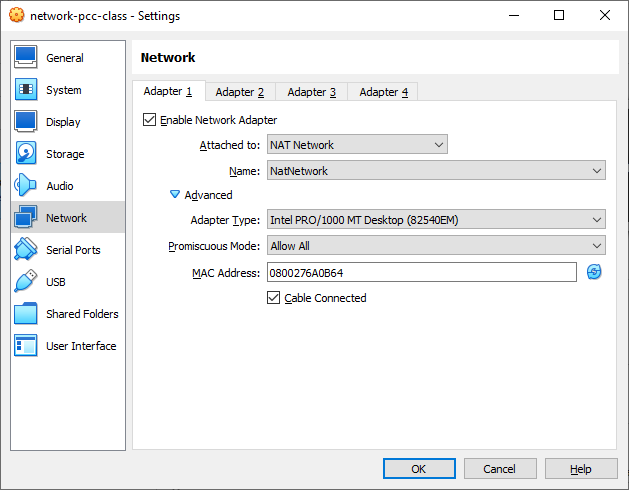 network-pcc-class - Settings
General
System
Display
Storage
Audio
Network
Serial Ports
USB
Shared Folders
User Interface
Network
Adapter 1 Adapter 2 Adapter 3 Adapter 4
Enable Network Adapter
Attached to: NAT Network
Name: NatNetwork
Advanced
Adapter Type: Intel PRO/1000 MT Desktop (82540EM)
Promiscuous Mode: Allow All
MAC Address: 0800276A0B64
Cable Connected
OK Cancel Help